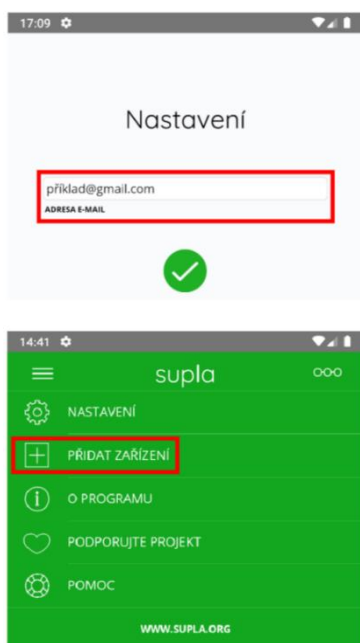 17:09
Nastavení
příklad@gmail.com
ADRESA E-MAIL
14:41
supla
NASTAVENÍ
PŘIDAT ZAŘÍZENÍ
O PROGRAMU
PODPORUJTE PROJEKT
POMOC
WWW.SUPLA.ORG